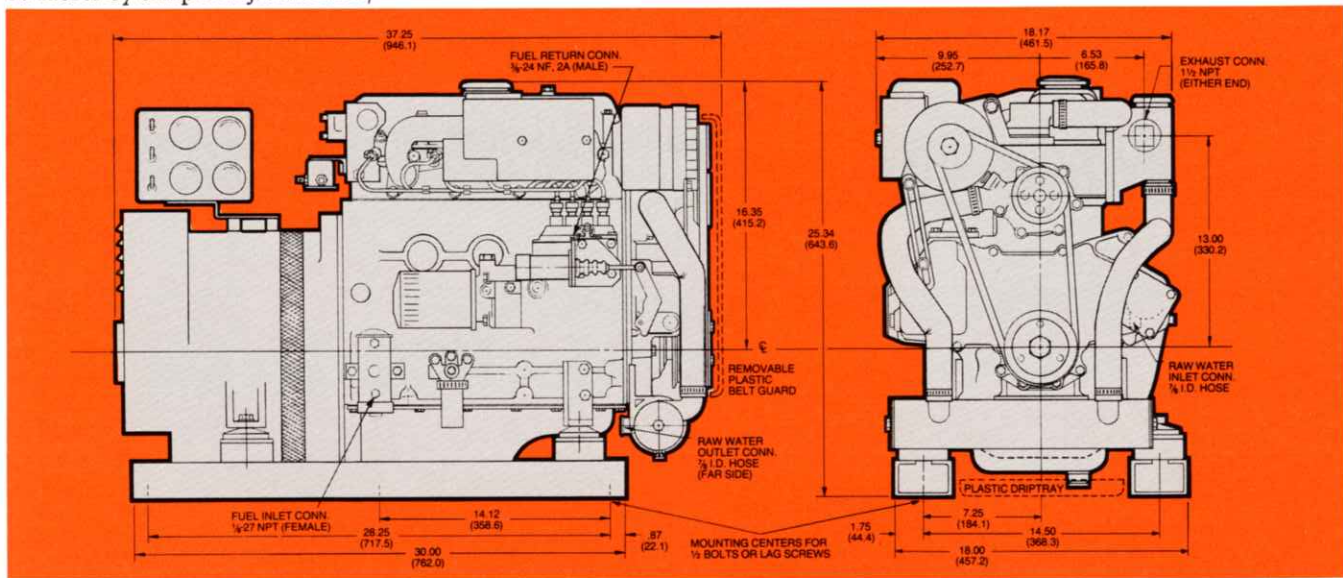 37.25
(946.1)
FUEL RETURN CONN.
⅜-24 NF, 2A (MALE)
16.35
(415.2)
25.34
(643.6)
℄
REMOVABLE
PLASTIC
BELT GUARD
RAW WATER
OUTLET CONN.
⅞ I.D. HOSE
(FAR SIDE)
FUEL INLET CONN.
¼-27 NPT (FEMALE)
14.12
(358.6)
28.25
(717.5)
.87
(22.1)
30.00
(762.0)
MOUNTING CENTERS FOR
½ BOLTS OR LAG SCREWS
18.17
(461.5)
9.95
(252.7)
6.53
(165.8)
EXHAUST CONN.
1½ NPT
(EITHER END)
13.00
(330.2)
RAW WATER
INLET CONN.
⅞ I.D. HOSE
PLASTIC DRIPTRAY
1.75
(44.4)
7.25
(184.1)
14.50
(368.3)
18.00
(457.2)